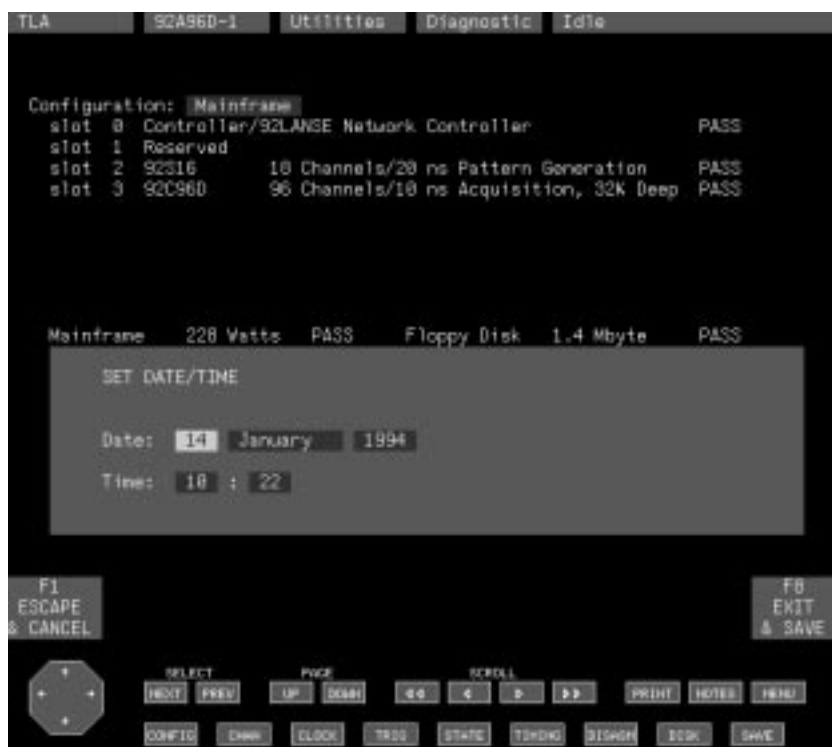 TLA 92A96D-1 Utilities Diagnostic Idle
Configuration: Mainframe
slot 0 Controller/92LANSE Network Controller PASS
slot 1 Reserved
slot 2 92S16 18 Channels/20 ns Pattern Generation PASS
slot 3 92C96D 96 Channels/10 ns Acquisition, 32K Deep PASS
Mainframe 228 Watts PASS Floppy Disk 1.4 Mbyte PASS
SET DATE/TIME
Date: 14 January 1994
Time: 10 : 22
F1 F8
ESCAPE EXIT
& CANCEL & SAVE
SELECT PAGE SCROLL
NEXT PREV UP DOWN PRINT NOTES MENU
CONFIG CHAN CLOCK TRIG STATE TIMING DISASM DISK SAVE